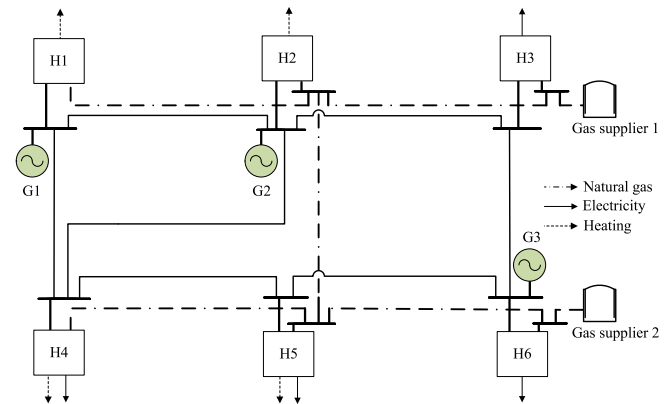 H1
H2
H3
Gas supplier 1
G1
G2
Natural gas
Electricity
Heating
G3
Gas supplier 2
H4
H5
H6